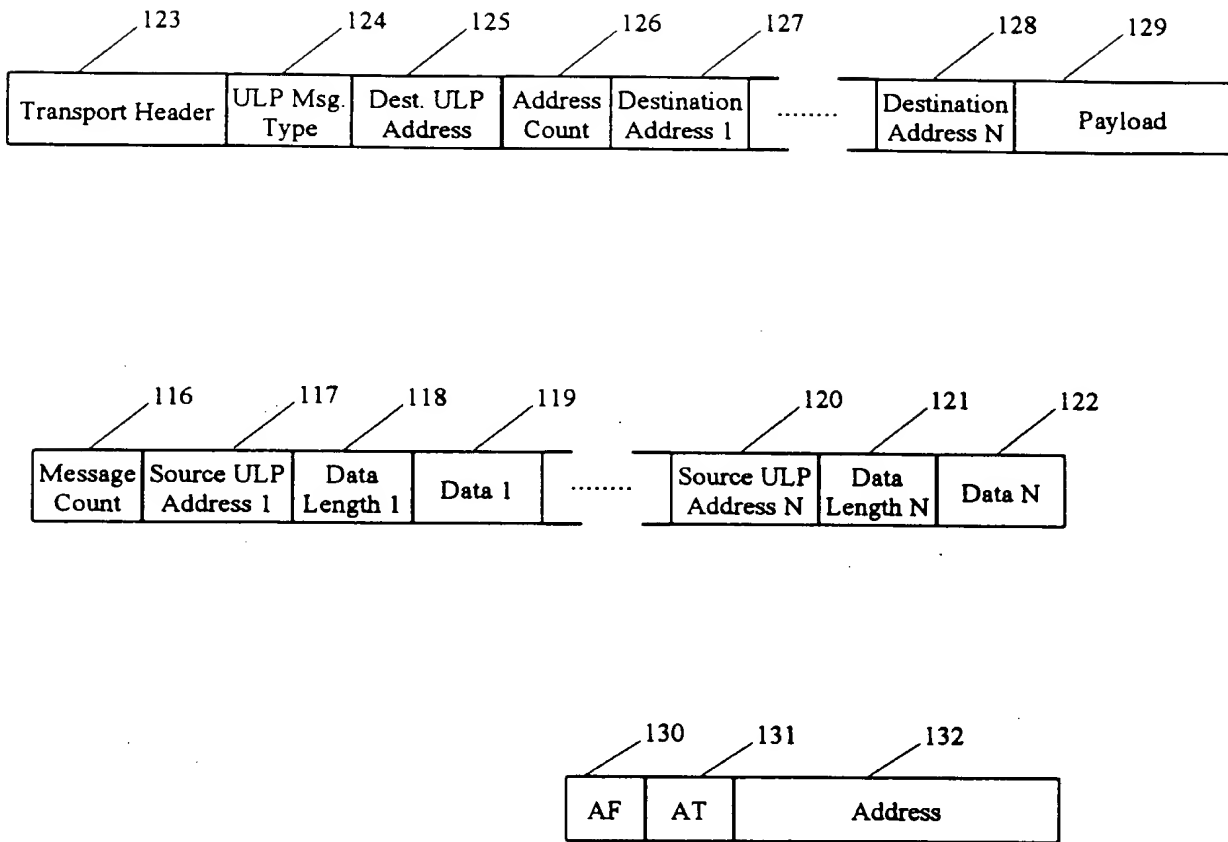 123 124 125 126 127 128 129
Transport Header ULP Msg. Type Dest. ULP Address Address Count Destination Address 1 ........ Destination Address N Payload
116 117 118 119 120 121 122
Message Count Source ULP Address 1 Data Length 1 Data 1 ........ Source ULP Address N Data Length N Data N
130 131 132
AF AT Address